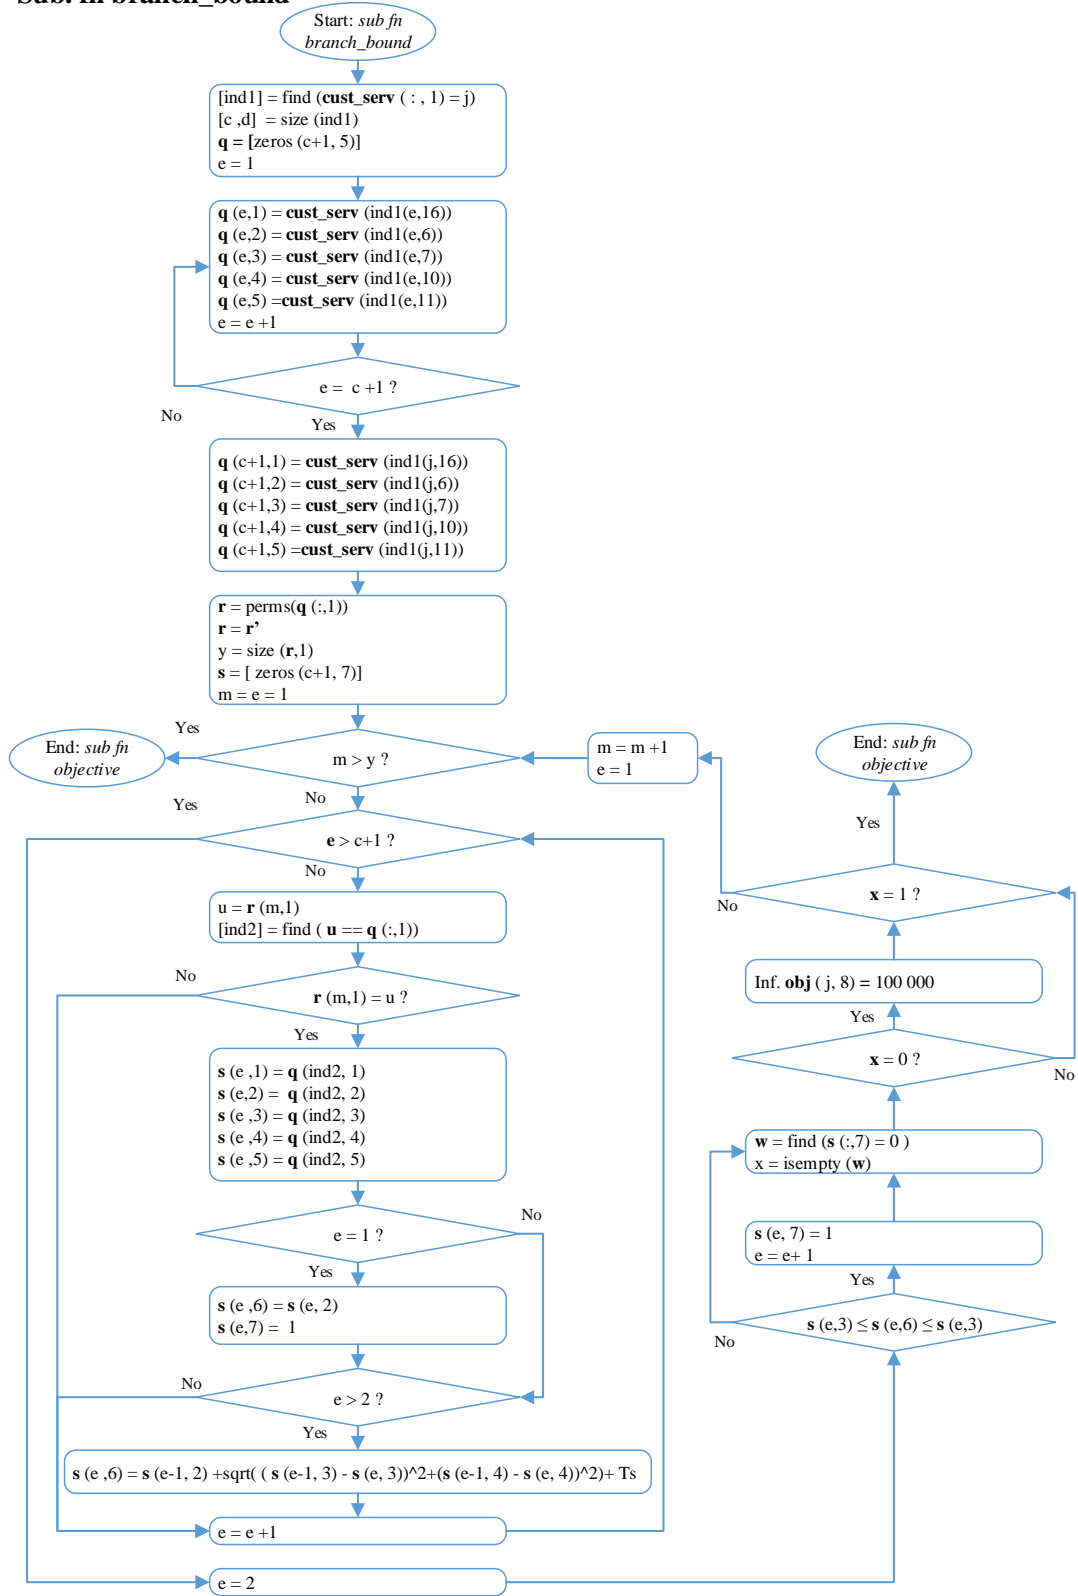 Sub. fn branch_bound
Start: sub fn
branch_bound
[ind1] = find (cust_serv ( : , 1) = j)
[c ,d] = size (ind1)
q = [zeros (c+1, 5)]
e = 1
q (e,1) = cust_serv (ind1(e,16))
q (e,2) = cust_serv (ind1(e,6))
q (e,3) = cust_serv (ind1(e,7))
q (e,4) = cust_serv (ind1(e,10))
q (e,5) =cust_serv (ind1(e,11))
e = e +1
e = c +1 ?
No
Yes
q (c+1,1) = cust_serv (ind1(j,16))
q (c+1,2) = cust_serv (ind1(j,6))
q (c+1,3) = cust_serv (ind1(j,7))
q (c+1,4) = cust_serv (ind1(j,10))
q (c+1,5) =cust_serv (ind1(j,11))
r = perms(q (:,1))
r = r’
y = size (r,1)
s = [ zeros (c+1, 7)]
m = e = 1
Yes
End: sub fn
objective
m > y ?
m = m +1
e = 1
No
Yes
e > c+1 ?
No
u = r (m,1)
[ind2] = find ( u == q (:,1))
No
r (m,1) = u ?
Yes
s (e ,1) = q (ind2, 1)
s (e,2) = q (ind2, 2)
s (e ,3) = q (ind2, 3)
s (e ,4) = q (ind2, 4)
s (e ,5) = q (ind2, 5)
No
e = 1 ?
Yes
s (e ,6) = s (e, 2)
s (e,7) = 1
No
e > 2 ?
Yes
s (e ,6) = s (e-1, 2) +sqrt( ( s (e-1, 3) - s (e, 3))^2+(s (e-1, 4) - s (e, 4))^2)+ Ts
e = e +1
e = 2
End: sub fn
objective
Yes
x = 1 ?
No
Inf. obj ( j, 8) = 100 000
Yes
x = 0 ?
No
w = find (s (:,7) = 0 )
x = isempty (w)
s (e, 7) = 1
e = e+ 1
Yes
s (e,3) ≤ s (e,6) ≤ s (e,3)
No